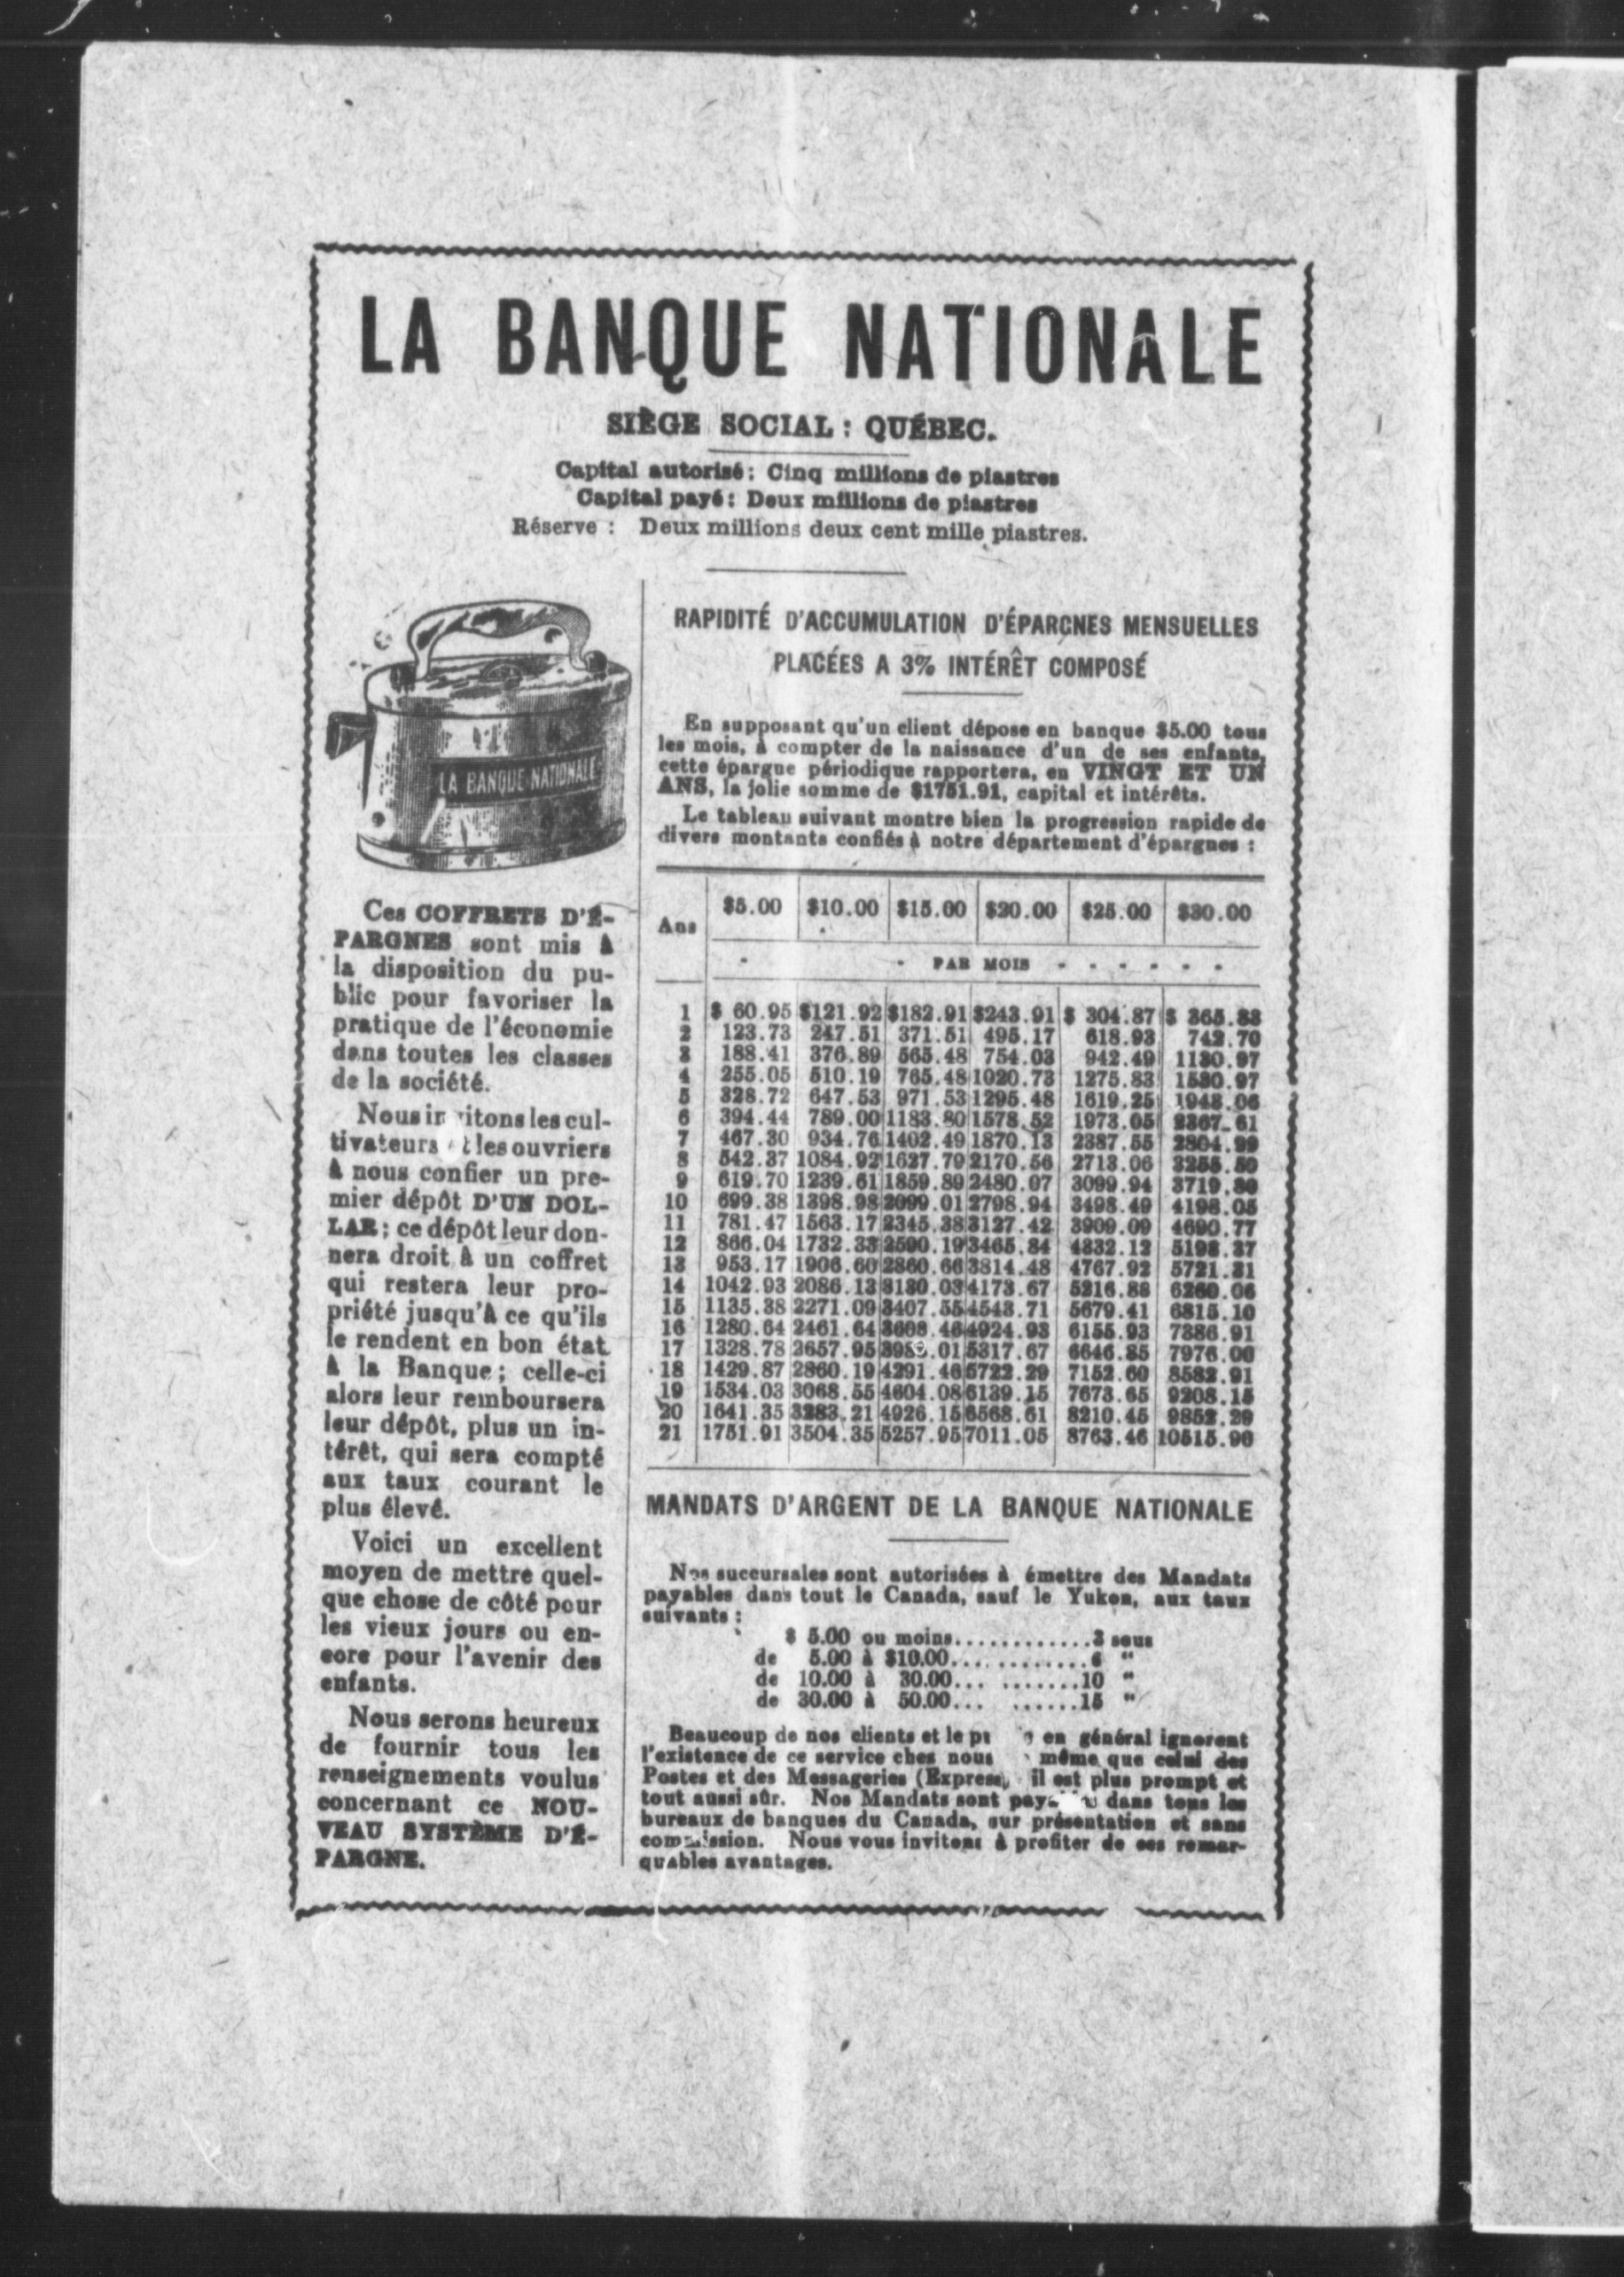 LA BANQUE NATIONALE
SIÈGE SOCIAL : QUÉBEC.
Capital autorisé : Cinq millions de piastres
Capital payé : Deux millions de piastres
Réserve : Deux millions deux cent mille piastres.
LA BANQUE NATIONALE
Ces COFFRETS D'É-
PARGNES sont mis à
la disposition du pu-
blic pour favoriser la
pratique de l'économie
dans toutes les classes
de la société.
Nous invitons les cul-
tivateurs et les ouvriers
à nous confier un pre-
mier dépôt D'UN DOL-
LAR ; ce dépôt leur don-
nera droit à un coffret
qui restera leur pro-
priété jusqu'à ce qu'ils
le rendent en bon état
à la Banque ; celle-ci
alors leur remboursera
leur dépôt, plus un in-
térêt, qui sera compté
aux taux courant le
plus élevé.
Voici un excellent
moyen de mettre quel-
que chose de côté pour
les vieux jours ou en-
core pour l'avenir des
enfants.
Nous serons heureux
de fournir tous les
renseignements voulus
concernant ce NOU-
VEAU SYSTÈME D'É-
PARGNE.
RAPIDITÉ D'ACCUMULATION D'ÉPARGNES MENSUELLES
PLACÉES A 3% INTÉRÊT COMPOSÉ
En supposant qu'un client dépose en banque $5.00 tous
les mois, à compter de la naissance d'un de ses enfants,
cette épargne périodique rapportera, en VINGT ET UN
ANS, la jolie somme de $1751.91, capital et intérêts.
Le tableau suivant montre bien la progression rapide de
divers montants confiés à notre département d'épargnes :
Ans $5.00 $10.00 $15.00 $20.00 $25.00 $30.00
PAR MOIS
1 $ 60.95 $121.92 $182.91 $243.91 $ 304.87 $ 365.88
2 123.73 247.51 371.51 495.17 618.93 742.70
3 188.41 376.89 565.48 754.03 942.49 1130.97
4 255.05 510.19 765.48 1020.73 1275.83 1530.97
5 328.72 647.53 971.53 1295.48 1619.25 1943.06
6 394.44 789.00 1183.80 1578.52 1973.05 2367.61
7 467.30 934.76 1402.49 1870.13 2387.55 2804.99
8 542.37 1084.92 1627.79 2170.56 2713.06 3255.50
9 619.70 1239.61 1859.89 2480.07 3099.94 3719.80
10 699.38 1398.98 2099.01 2798.94 3498.49 4198.05
11 781.47 1563.17 2345.38 3127.42 3909.09 4690.77
12 866.04 1732.33 2590.19 3465.84 4332.12 5198.37
13 953.17 1906.60 2860.66 3814.48 4767.92 5721.31
14 1042.93 2086.13 3130.03 4173.67 5216.88 6260.06
15 1135.38 2271.09 3407.55 4543.71 5679.41 6815.10
16 1280.64 2461.64 3608.46 4924.93 6155.93 7386.91
17 1328.78 2657.95 5317.67 6646.85 7976.00
18 1429.87 2860.19 4291.46 5722.29 7152.60 8582.91
19 1534.03 3068.55 4604.08 6139.15 7673.65 9208.15
20 1641.35 3283.21 4926.15 6568.61 8210.45 9852.29
21 1751.91 3504.35 5257.95 7011.05 8763.46 10515.90
MANDATS D'ARGENT DE LA BANQUE NATIONALE
Nos succursales sont autorisées à émettre des Mandats
payables dans tout le Canada, sauf le Yukon, aux taux
suivants :
$ 5.00 ou moins............3 sous
de 5.00 à $10.00............6 "
de 10.00 à 30.00..........10 "
de 30.00 à 50.00.........15 "
Beaucoup de nos clients et le en général ignorent
l'existence de ce service chez nous même que celui des
Postes et des Messageries (Express, il est plus prompt et
tout aussi sûr. Nos Mandats sont dans tous les
bureaux de banques du Canada, sur présentation et sans
commission. Nous vous invitons à profiter de ces remar-
quables avantages.